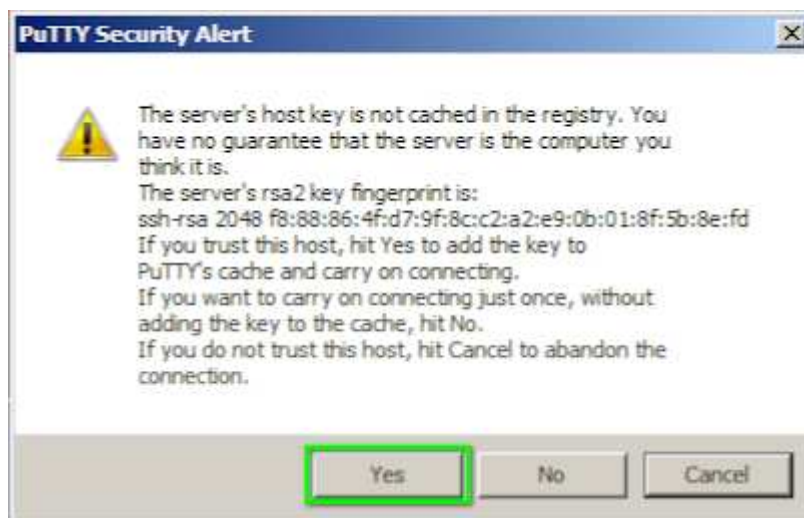 PuTTY Security Alert
The server's host key is not cached in the registry. You
have no guarantee that the server is the computer you
think it is.
The server's rsa2 key fingerprint is:
ssh-rsa 2048 f8:88:86:4f:d7:9f:8c:c2:a2:e9:0b:01:8f:5b:8e:fd
If you trust this host, hit Yes to add the key to
PuTTY's cache and carry on connecting.
If you want to carry on connecting just once, without
adding the key to the cache, hit No.
If you do not trust this host, hit Cancel to abandon the
connection.
Yes No Cancel